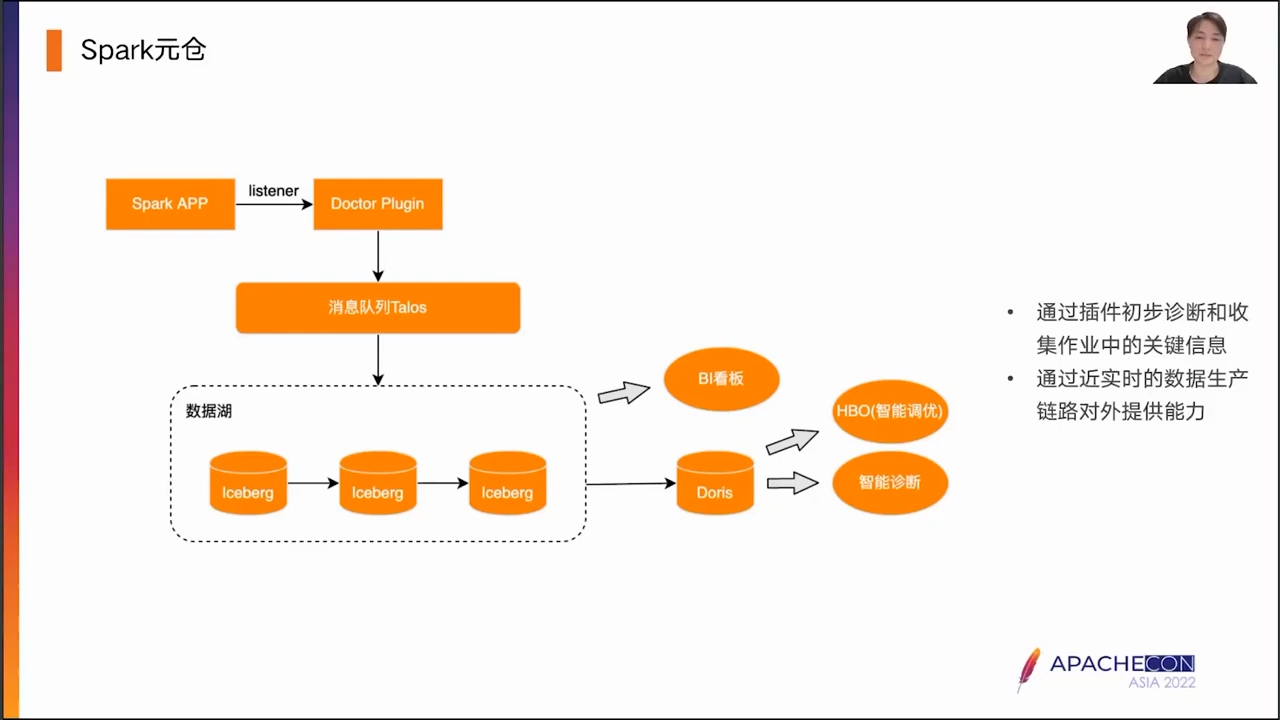 Spark元仓
Spark APP
listener
Doctor Plugin
消息队列Talos
数据湖
Iceberg
Iceberg
Iceberg
BI看板
Doris
HBO(智能调优)
智能诊断
• 通过插件初步诊断和收
集作业中的关键信息
• 通过近实时的数据生产
链路对外提供能力
APACHECON
ASIA 2022